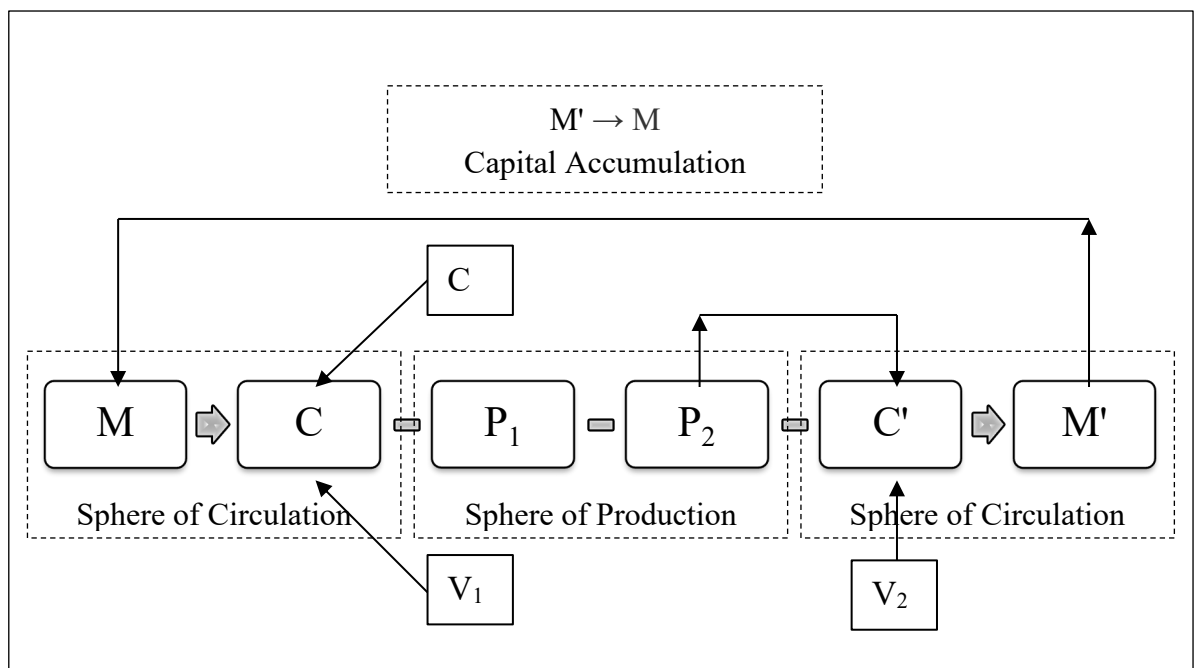 M' → M
Capital Accumulation
C
M
C
P₁
P₂
C'
M'
Sphere of Circulation
Sphere of Production
Sphere of Circulation
V₁
V₂